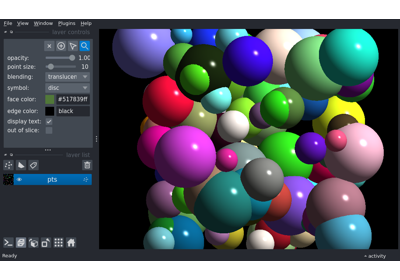 File View Window Plugins Help
layer controls
opacity: 1.00
point size: 10
blending: translucen
symbol: disc
face color: #517839ff
edge color: black
display text: ✓
out of slice:
layer list
pts
Ready
activity